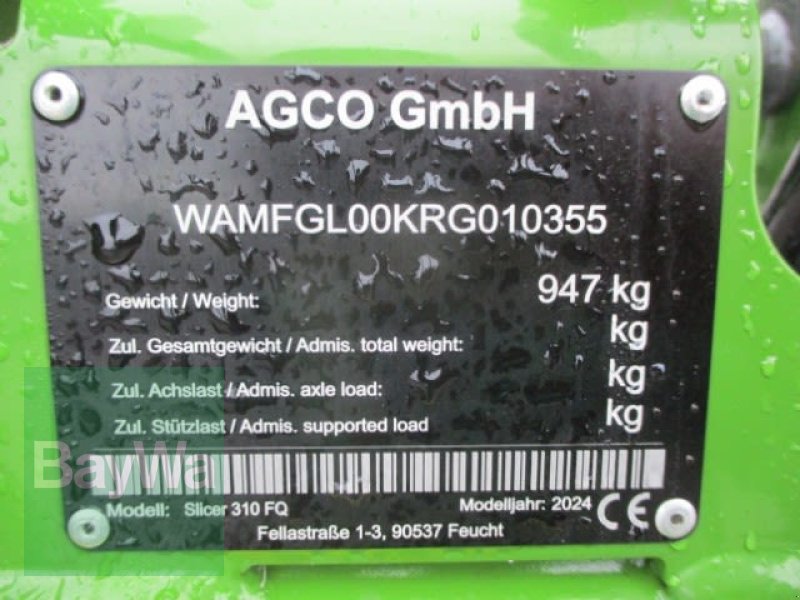 AGCO GmbH
WAMFGL00KRG010355
Gewicht / Weight: 947 kg
Zul. Gesamtgewicht / Admis. total weight: kg
Zul. Achslast / Admis. axle load: kg
Zul. Stützlast / Admis. supported load kg
BayWa
Modell: Slicer 310 FQ Modelljahr: 2024 CE
Fellastraße 1-3, 90537 Feucht